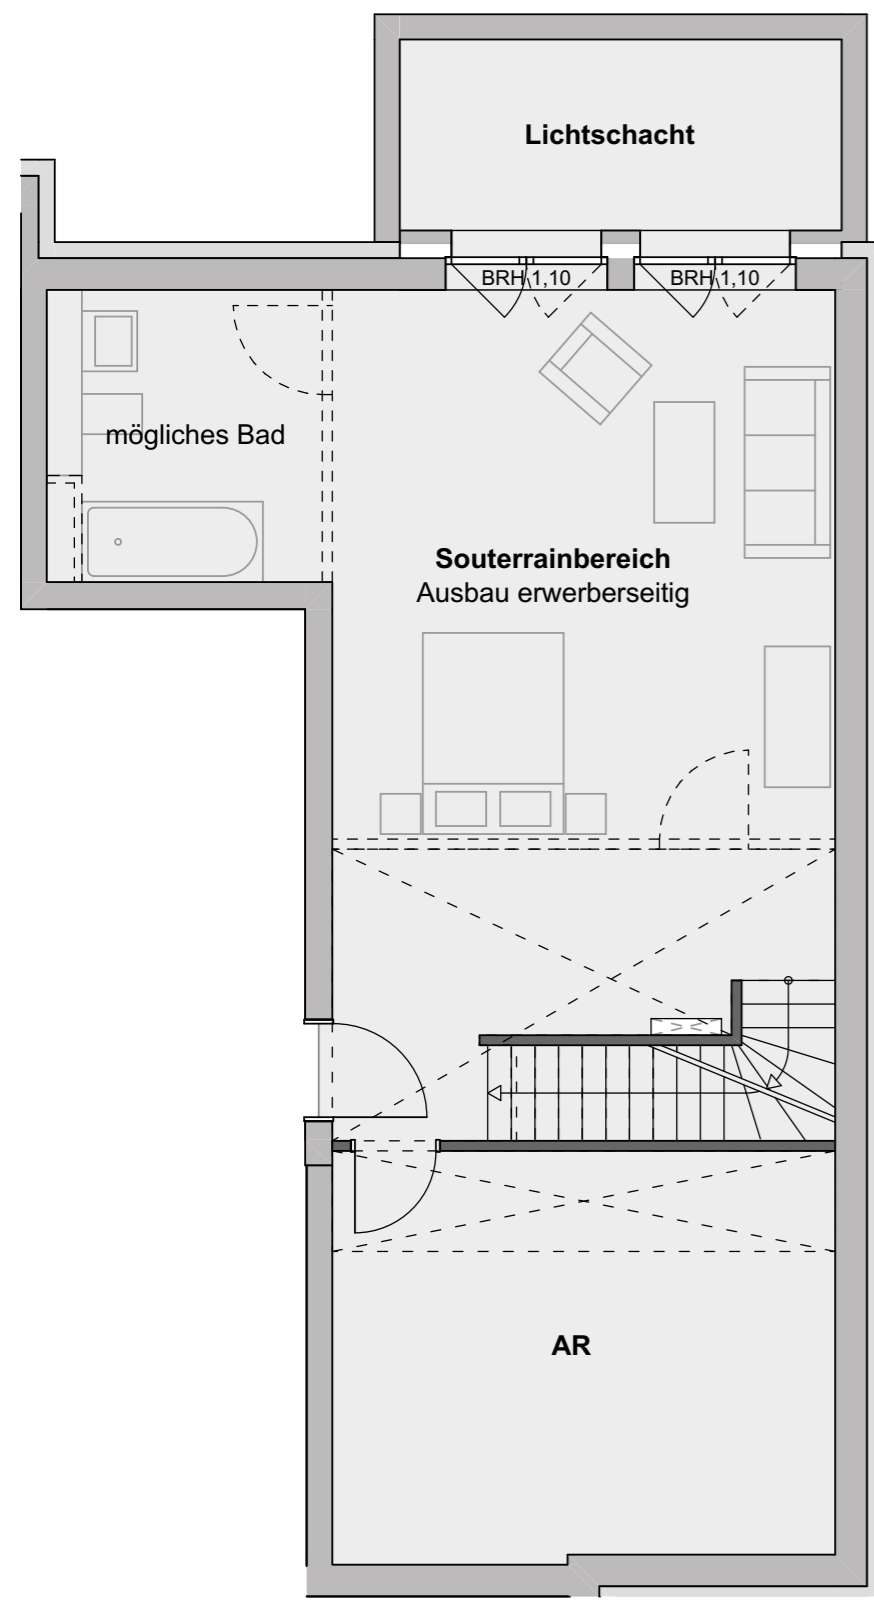 Lichtschacht
BRH 1,10
BRH 1,10
mögliches Bad
Souterrainbereich
Ausbau erwerberseitig
AR